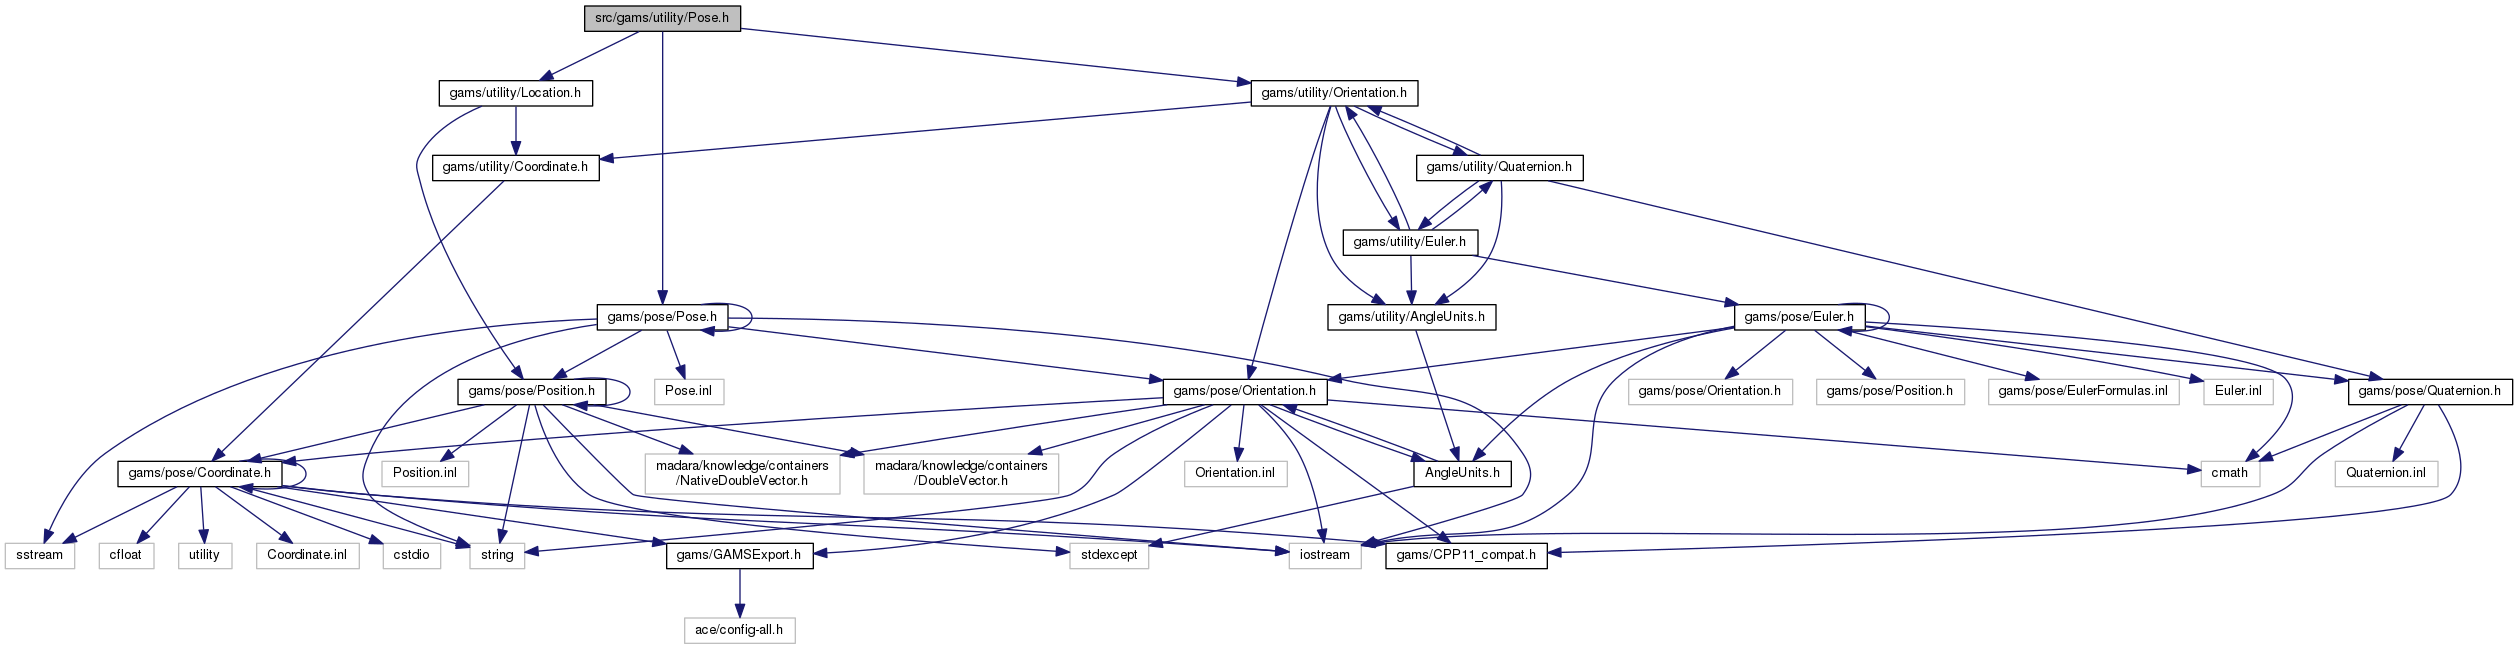 src/gams/utility/Pose.h
gams/utility/Location.h
gams/utility/Orientation.h
gams/utility/Coordinate.h
gams/utility/Quaternion.h
gams/utility/Euler.h
gams/pose/Pose.h
gams/utility/AngleUnits.h
gams/pose/Euler.h
gams/pose/Position.h
Pose.inl
gams/pose/Orientation.h
gams/pose/Orientation.h
gams/pose/Position.h
gams/pose/EulerFormulas.inl
Euler.inl
gams/pose/Quaternion.h
gams/pose/Coordinate.h
Position.inl
madara/knowledge/containers
/NativeDoubleVector.h
madara/knowledge/containers
/DoubleVector.h
Orientation.inl
AngleUnits.h
cmath
Quaternion.inl
sstream
cfloat
utility
Coordinate.inl
cstdio
string
gams/GAMSExport.h
stdexcept
iostream
gams/CPP11_compat.h
ace/config-all.h